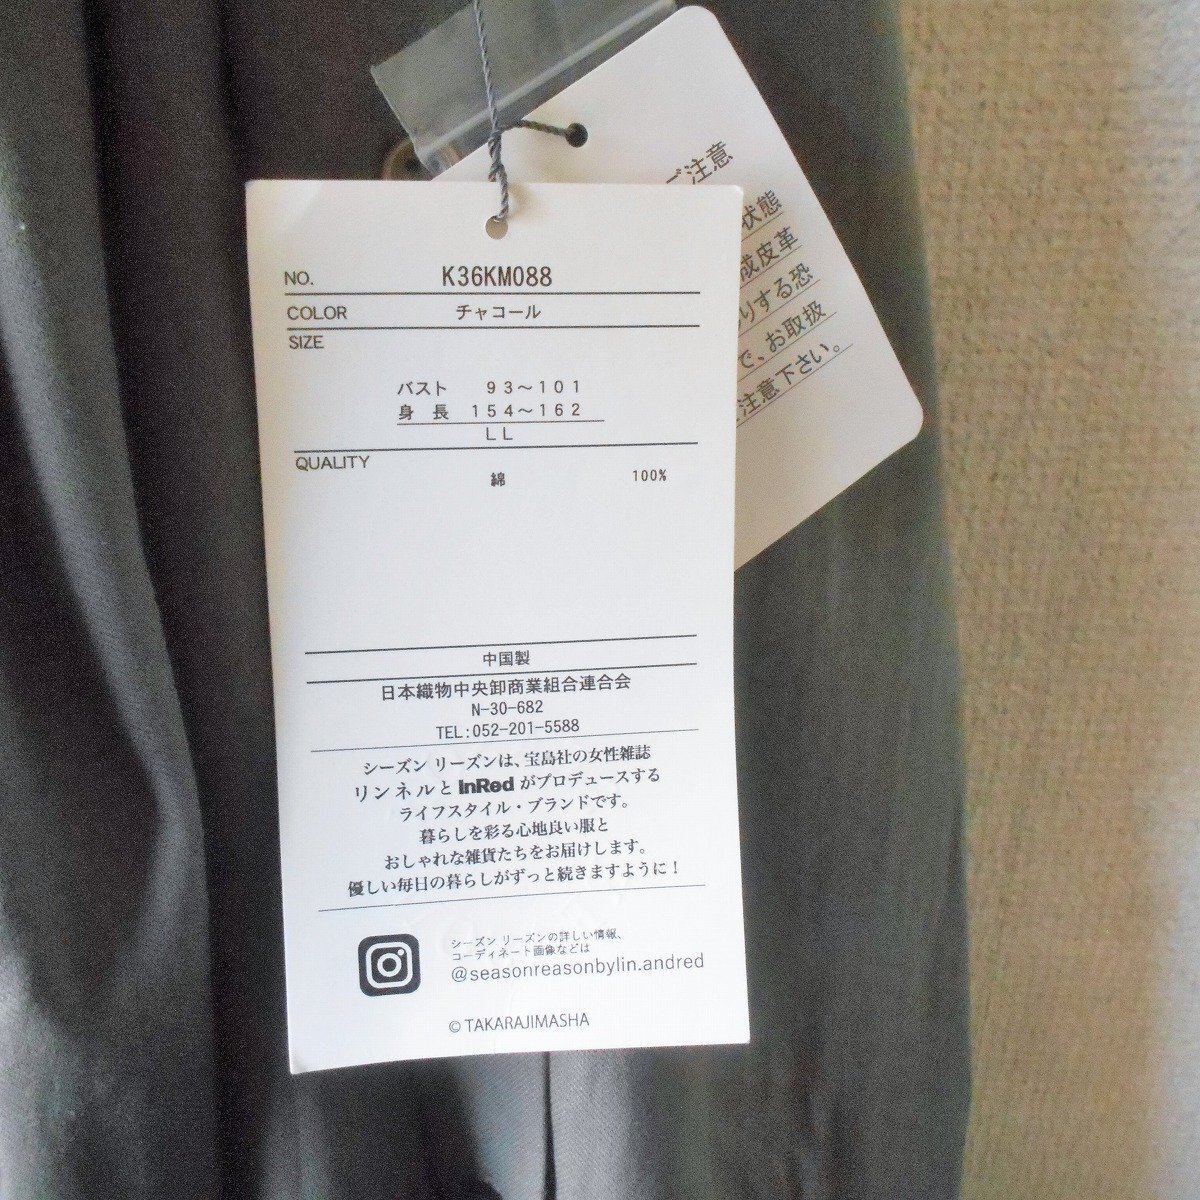 NO. K36KM088
COLOR チャコール
SIZE
バスト 93～101
身長 154～162
LL
QUALITY
綿 100%
中国製
日本織物中央卸商業組合連合会
N-30-682
TEL:052-201-5588
シーズン リーズンは、宝島社の女性雑誌
リンネルと InRed がプロデュースする
ライフスタイル・ブランドです。
暮らしを彩る心地良い服と
おしゃれな雑貨たちをお届けします。
優しい毎日の暮らしがずっと続きますように！
シーズン リーズンの詳しい情報、
コーディネート画像などは
@seasonreasonbylin.andred
© TAKARAJIMASHA
ご注意
状態
成皮革
りする恐
で、お取扱
注意下さい。